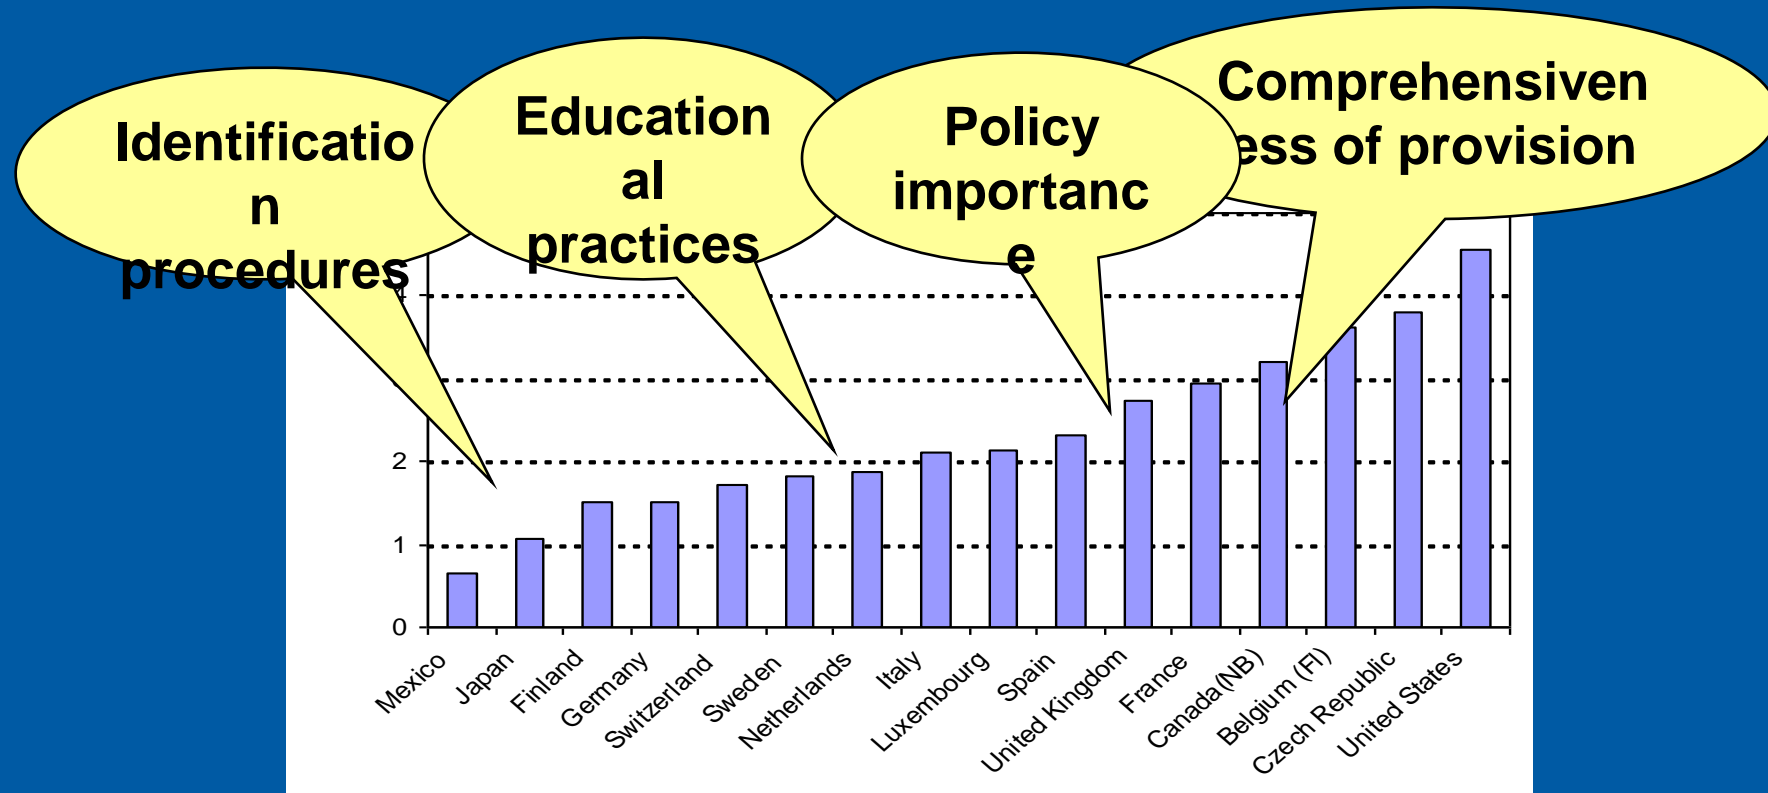 Identificatio
n
procedures
Education
al
practices
Policy
importanc
e
Comprehensiven
ess of provision
4
2
1
0
Mexico
Japan
Finland
Germany
Switzerland
Sweden
Netherlands
Italy
Luxembourg
Spain
United Kingdom
France
Canada(NB)
Belgium (Fl)
Czech Republic
United States